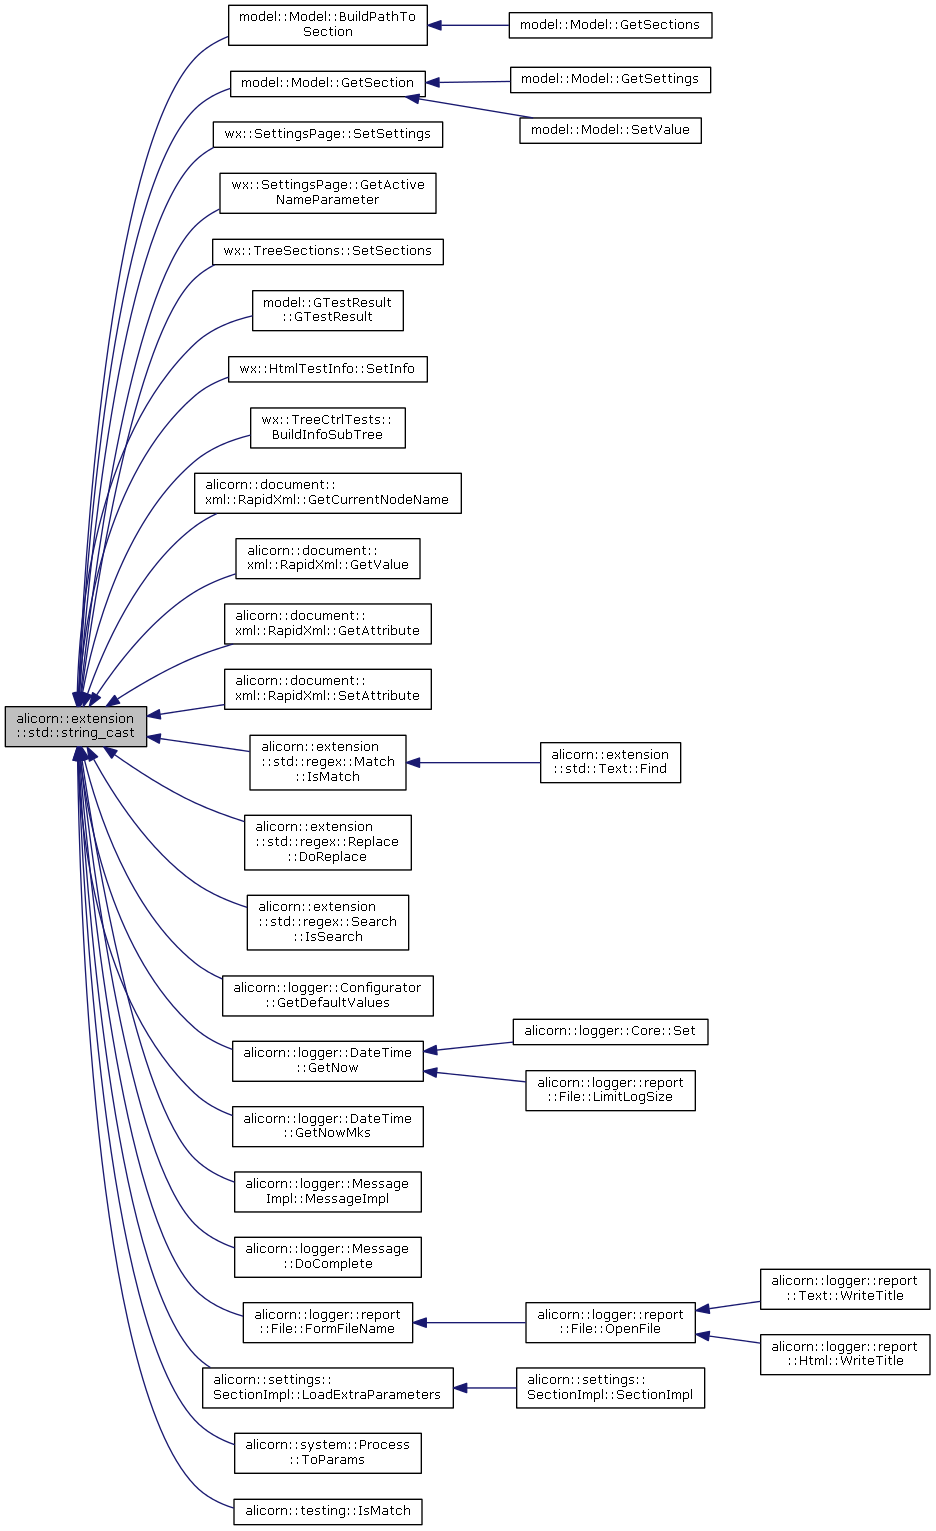 model::Model::BuildPathTo
Section
model::Model::GetSections
model::Model::GetSection
model::Model::GetSettings
model::Model::SetValue
wx::SettingsPage::SetSettings
wx::SettingsPage::GetActive
NameParameter
wx::TreeSections::SetSections
model::GTestResult
::GTestResult
wx::HtmlTestInfo::SetInfo
wx::TreeCtrlTests::
BuildInfoSubTree
alicorn::document::
xml::RapidXml::GetCurrentNodeName
alicorn::document::
xml::RapidXml::GetValue
alicorn::document::
xml::RapidXml::GetAttribute
alicorn::document::
xml::RapidXml::SetAttribute
alicorn::extension
::std::string_cast
alicorn::extension
::std::regex::Match
::IsMatch
alicorn::extension
::std::Text::Find
alicorn::extension
::std::regex::Replace
::DoReplace
alicorn::extension
::std::regex::Search
::IsSearch
alicorn::logger::Configurator
::GetDefaultValues
alicorn::logger::DateTime
::GetNow
alicorn::logger::Core::Set
alicorn::logger::report
::File::LimitLogSize
alicorn::logger::DateTime
::GetNowMks
alicorn::logger::Message
Impl::MessageImpl
alicorn::logger::Message
::DoComplete
alicorn::logger::report
::File::FormFileName
alicorn::logger::report
::File::OpenFile
alicorn::logger::report
::Text::WriteTitle
alicorn::logger::report
::Html::WriteTitle
alicorn::settings::
SectionImpl::LoadExtraParameters
alicorn::settings::
SectionImpl::SectionImpl
alicorn::system::Process
::ToParams
alicorn::testing::IsMatch